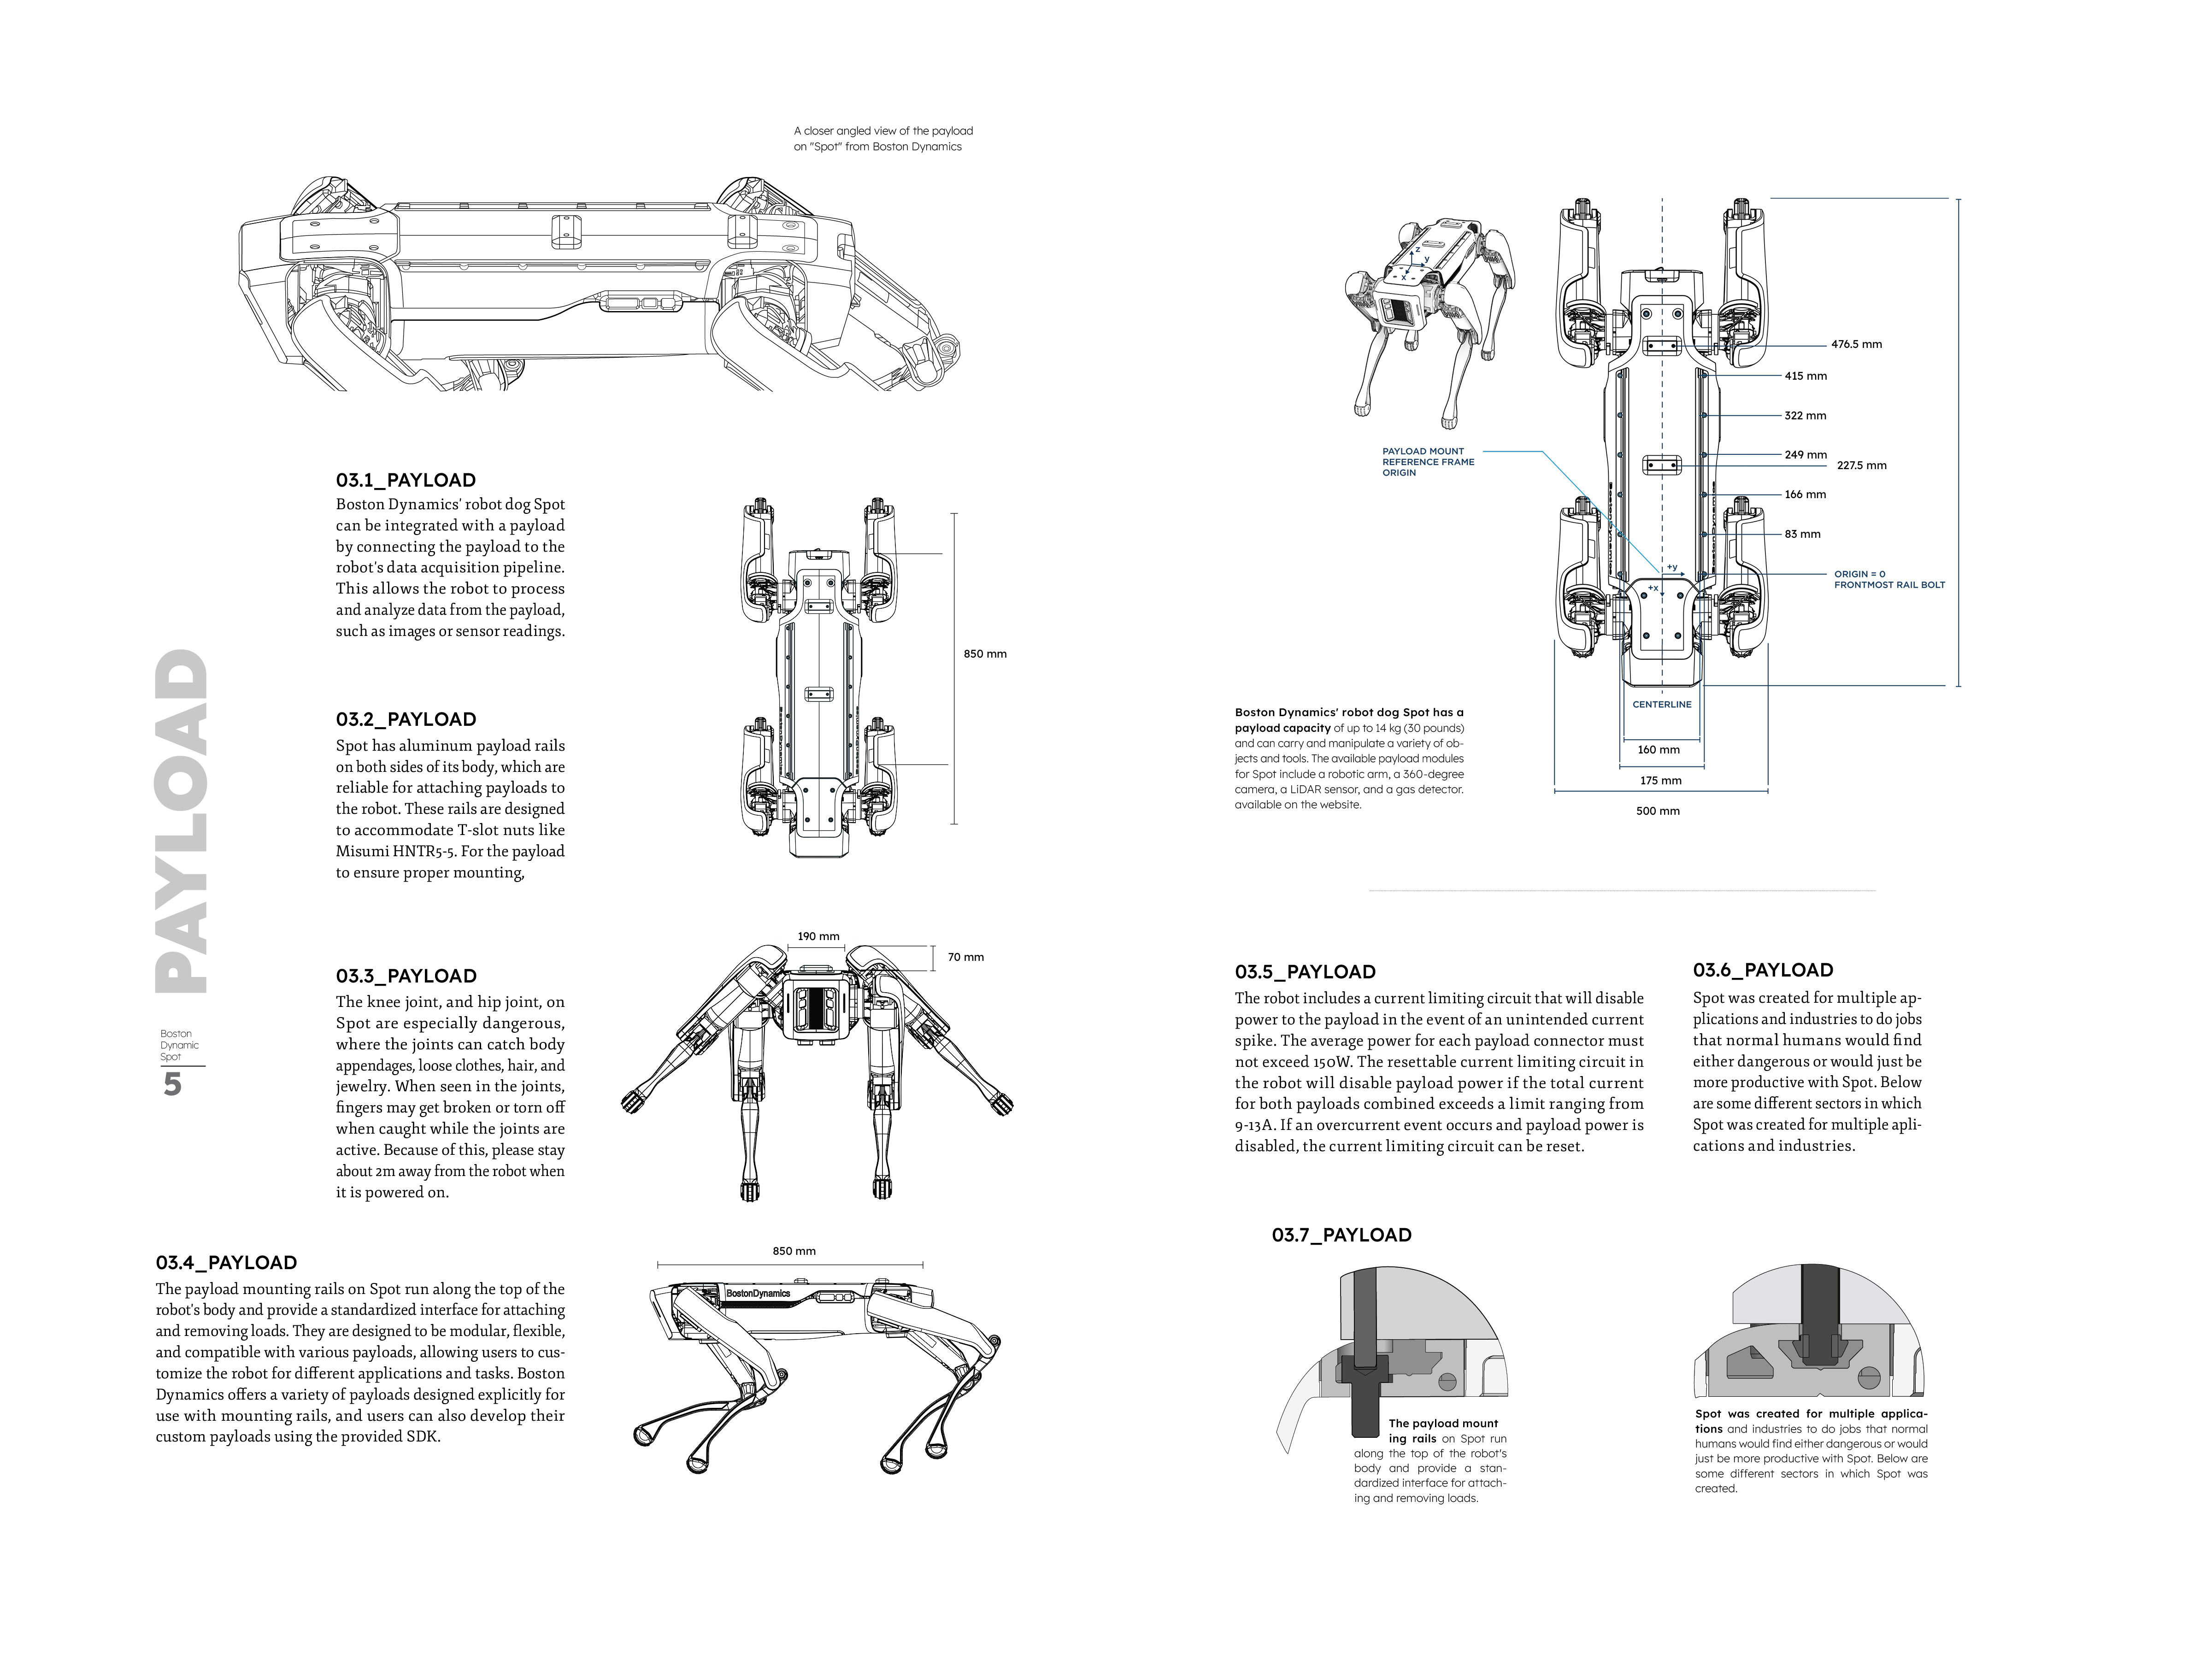 A closer angled view of the payload
on "Spot" from Boston Dynamics
PAYLOAD
Boston
Dynamic
Spot
5
03.1_PAYLOAD
Boston Dynamics' robot dog Spot
can be integrated with a payload
by connecting the payload to the
robot's data acquisition pipeline.
This allows the robot to process
and analyze data from the payload,
such as images or sensor readings.
850 mm
03.2_PAYLOAD
Spot has aluminum payload rails
on both sides of its body, which are
reliable for attaching payloads to
the robot. These rails are designed
to accommodate T-slot nuts like
Misumi HNTR5-5. For the payload
to ensure proper mounting,
03.3_PAYLOAD
The knee joint, and hip joint, on
Spot are especially dangerous,
where the joints can catch body
appendages, loose clothes, hair, and
jewelry. When seen in the joints,
fingers may get broken or torn off
when caught while the joints are
active. Because of this, please stay
about 2m away from the robot when
it is powered on.
190 mm
70 mm
03.4_PAYLOAD
The payload mounting rails on Spot run along the top of the
robot's body and provide a standardized interface for attaching
and removing loads. They are designed to be modular, flexible,
and compatible with various payloads, allowing users to cus-
tomize the robot for different applications and tasks. Boston
Dynamics offers a variety of payloads designed explicitly for
use with mounting rails, and users can also develop their
custom payloads using the provided SDK.
850 mm
BostonDynamics
z
y
x
PAYLOAD MOUNT
REFERENCE FRAME
ORIGIN
476.5 mm
415 mm
322 mm
249 mm
227.5 mm
166 mm
83 mm
BostonDynamics
BostonDynamics
+y
+x
ORIGIN = 0
FRONTMOST RAIL BOLT
CENTERLINE
160 mm
175 mm
500 mm
Boston Dynamics' robot dog Spot has a
payload capacity of up to 14 kg (30 pounds)
and can carry and manipulate a variety of ob-
jects and tools. The available payload modules
for Spot include a robotic arm, a 360-degree
camera, a LiDAR sensor, and a gas detector.
available on the website.
03.5_PAYLOAD
The robot includes a current limiting circuit that will disable
power to the payload in the event of an unintended current
spike. The average power for each payload connector must
not exceed 150W. The resettable current limiting circuit in
the robot will disable payload power if the total current
for both payloads combined exceeds a limit ranging from
9-13A. If an overcurrent event occurs and payload power is
disabled, the current limiting circuit can be reset.
03.6_PAYLOAD
Spot was created for multiple ap-
plications and industries to do jobs
that normal humans would find
either dangerous or would just be
more productive with Spot. Below
are some different sectors in which
Spot was created for multiple apli-
cations and industries.
03.7_PAYLOAD
The payload mount
ing rails on Spot run
along the top of the robot's
body and provide a stan-
dardized interface for attach-
ing and removing loads.
Spot was created for multiple applica-
tions and industries to do jobs that normal
humans would find either dangerous or would
just be more productive with Spot. Below are
some different sectors in which Spot was
created.